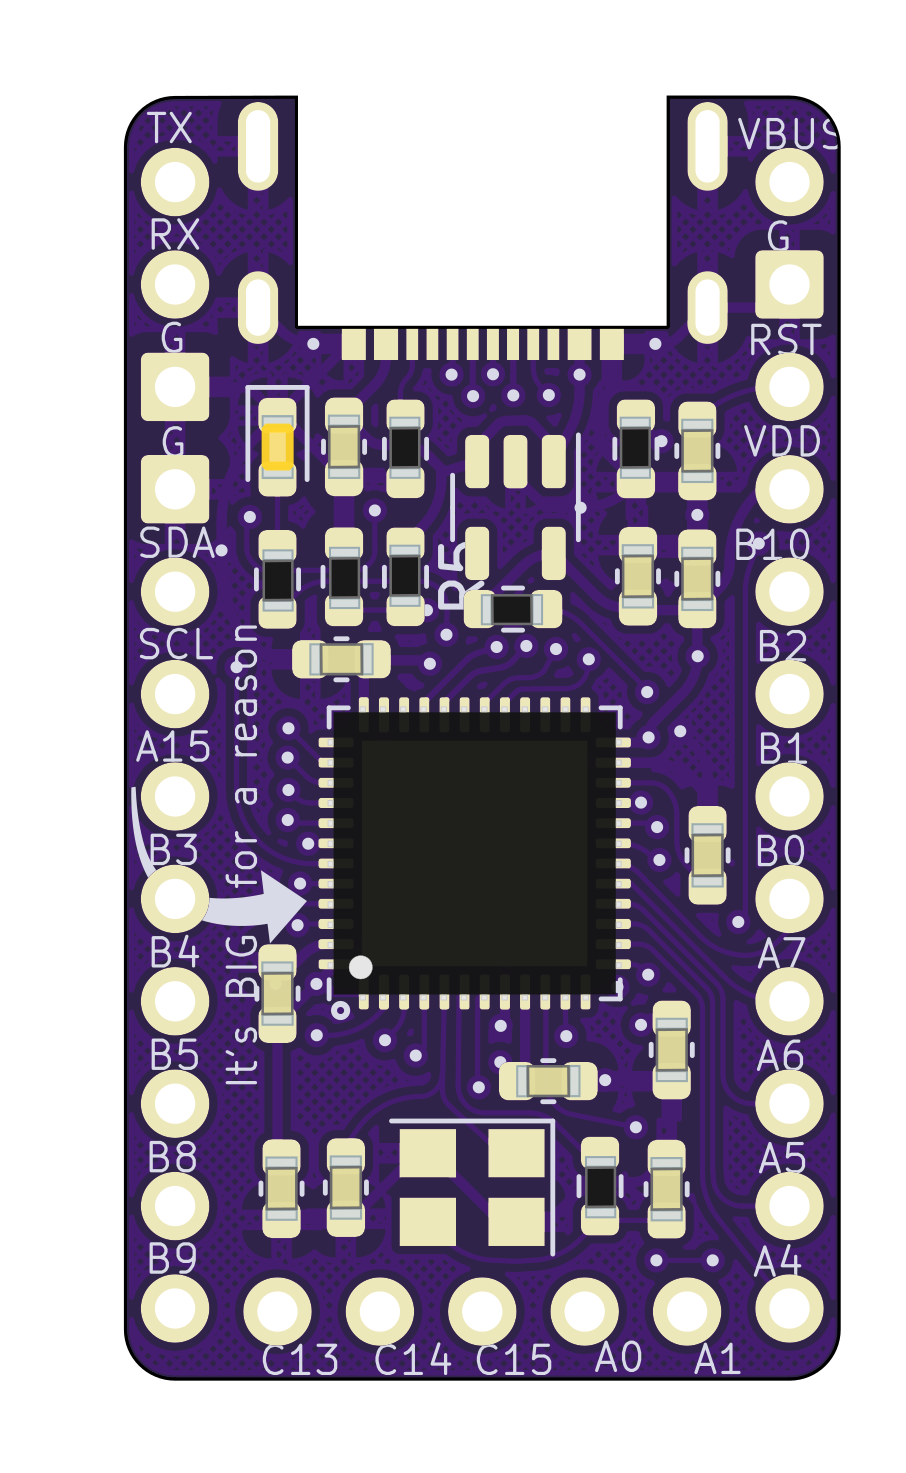 TX
VBUS
RX
G
G
RST
G
VDD
SDA
B10
R5
SCL
B2
It's BIG for a reason
A15
B1
B3
B0
B4
A7
B5
A6
B8
A5
B9
A4
C13
C14
C15
A0
A1